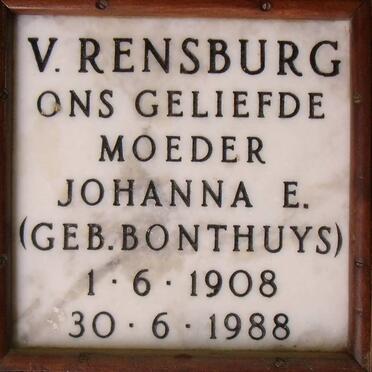 V. RENSBURG
ONS GELIEFDE
MOEDER
JOHANNA E.
(GEB.BONTHUYS)
1·6·1908
30·6·1988